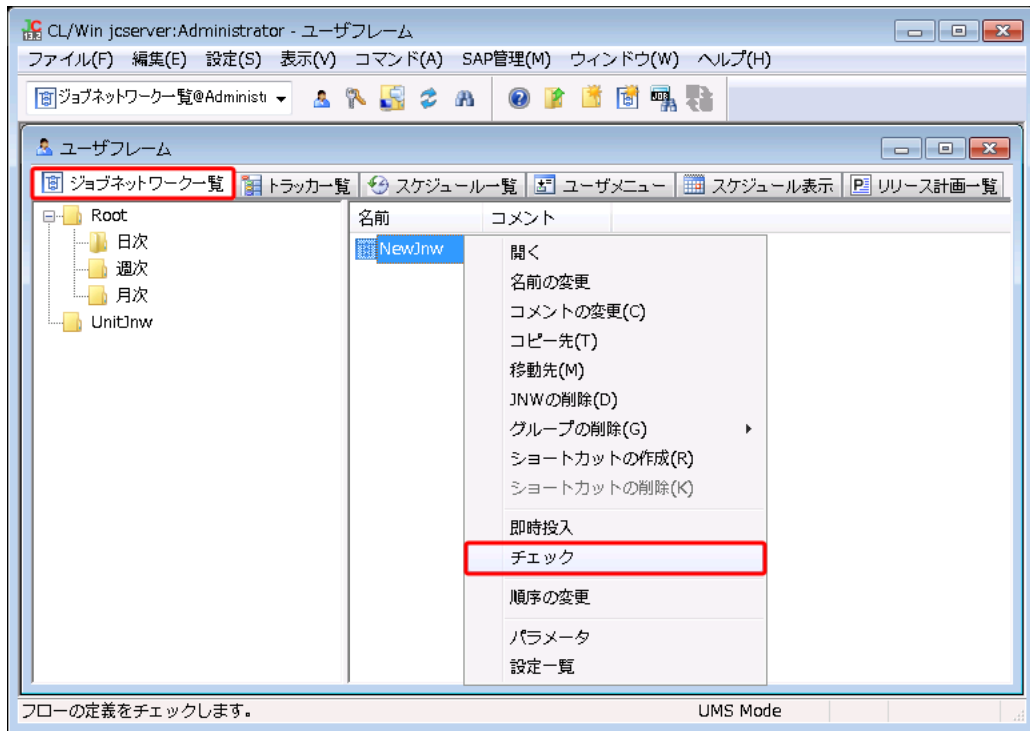 CL/Win jcserver:Administrator - ユーザフレーム
ファイル(F) 編集(E) 設定(S) 表示(V) コマンド(A) SAP管理(M) ウィンドウ(W) ヘルプ(H)
ジョブネットワーク一覧@Administr
ユーザフレーム
ジョブネットワーク一覧 トラッカ一覧 スケジュール一覧 ユーザメニュー スケジュール表示 リリース計画一覧
Root
日次
週次
月次
UnitJnw
名前 コメント
NewJnw
開く
名前の変更
コメントの変更(C)
コピー先(T)
移動先(M)
JNWの削除(D)
グループの削除(G)
ショートカットの作成(R)
ショートカットの削除(K)
即時投入
チェック
順序の変更
パラメータ
設定一覧
フローの定義をチェックします。 UMS Mode